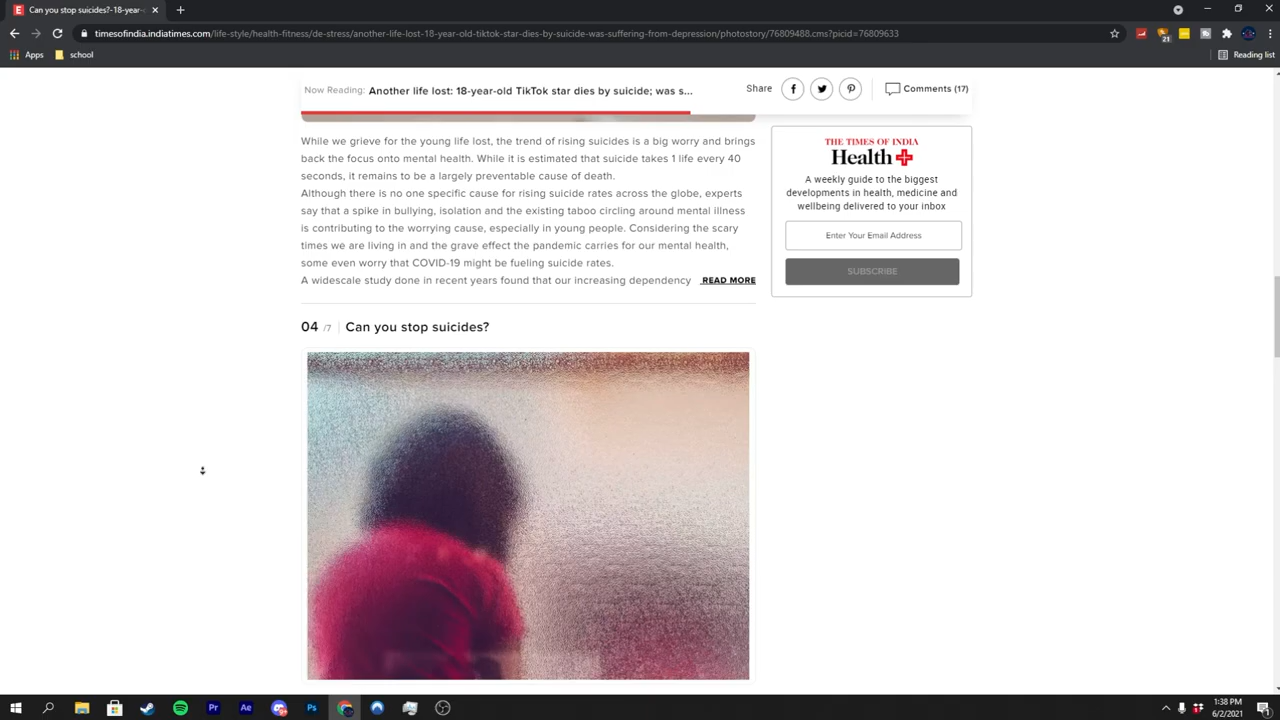 Can you stop suicides?-18-year-
timesofindia.indiatimes.com/life-style/health-fitness/de-stress/another-life-lost-18-year-old-tiktok-star-dies-by-suicide-was-suffering-from-depression/photostory/76809488.cms?picid=76809633
21
Apps
school
Reading list
Now Reading: Another life lost: 18-year-old TikTok star dies by suicide; was s...
Share
Comments (17)
While we grieve for the young life lost, the trend of rising suicides is a big worry and brings
back the focus onto mental health. While it is estimated that suicide takes 1 life every 40
seconds, it remains to be a largely preventable cause of death.
Although there is no one specific cause for rising suicide rates across the globe, experts
say that a spike in bullying, isolation and the existing taboo circling around mental illness
is contributing to the worrying cause, especially in young people. Considering the scary
times we are living in and the grave effect the pandemic carries for our mental health,
some even worry that COVID-19 might be fueling suicide rates.
A widescale study done in recent years found that our increasing dependency READ MORE
THE TIMES OF INDIA
Health+
A weekly guide to the biggest
developments in health, medicine and
wellbeing delivered to your inbox
Enter Your Email Address
SUBSCRIBE
04 /7 | Can you stop suicides?
Pr
Ae
Ps
1:38 PM
6/2/2021